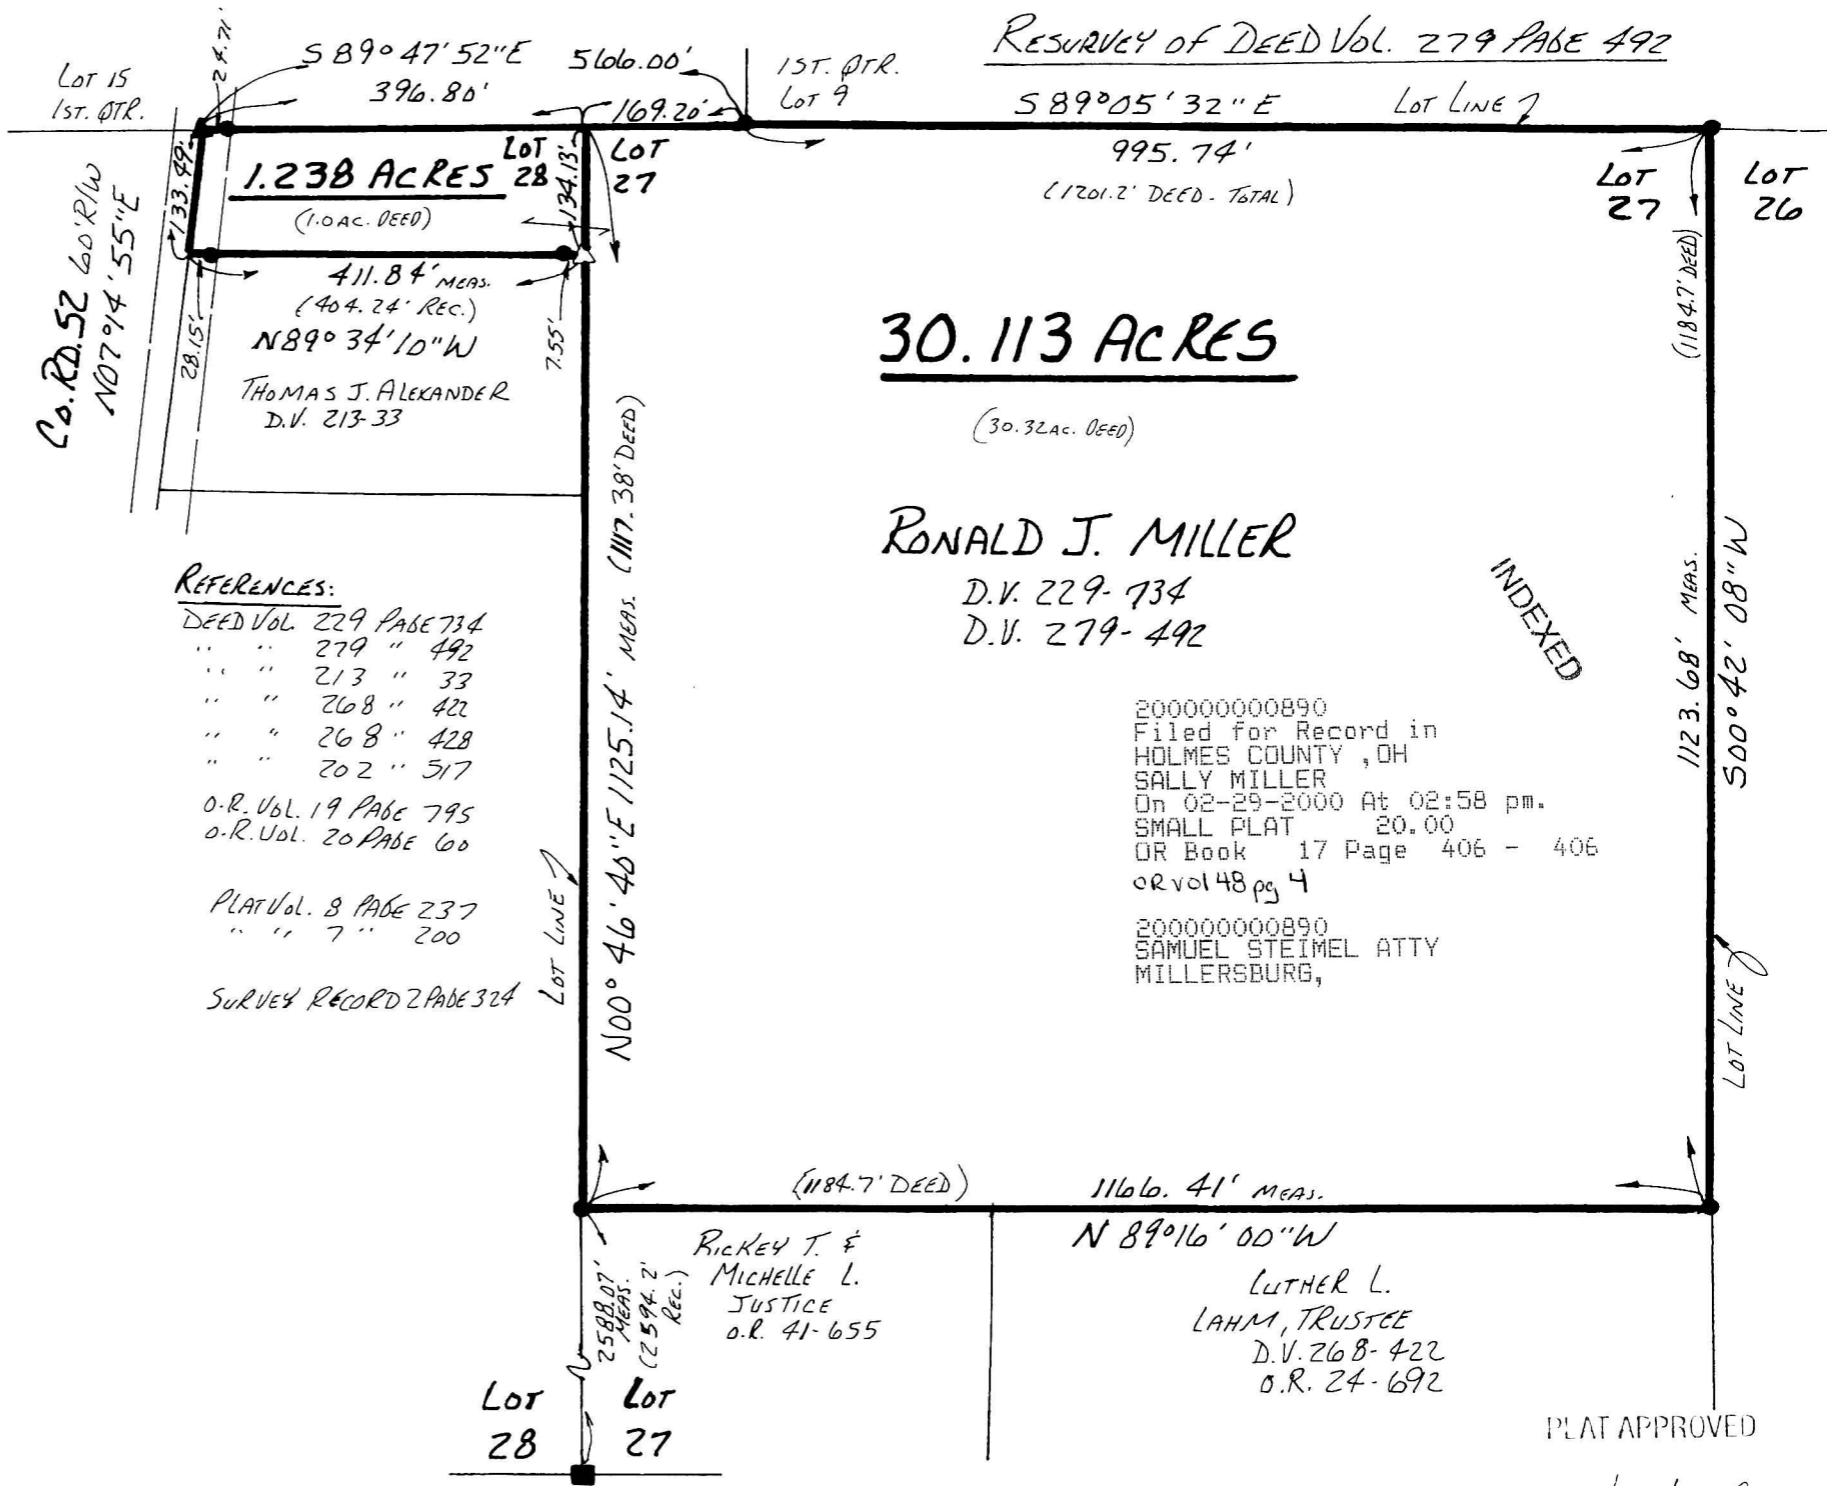 RESURVEY OF DEED VOL. 279 PAGE 492
LOT 15
1ST. QTR.
24.71'
S 89° 47' 52" E
396.80'
566.00'
169.20'
1ST. QTR.
LOT 9
S 89° 05' 32" E
LOT LINE
995.74'
(1201.2' DEED - TOTAL)
LOT
27
LOT
26
133.49'
1.238 ACRES
(1.0 AC. DEED)
LOT
28
134.13'
LOT
27
CO. RD. 52 60' R/W
N07° 14' 55" E
28.15'
411.84' MEAS.
(404.24' REC.)
N 89° 34' 10" W
7.55'
THOMAS J. ALEXANDER
D.V. 213-33
30.113 ACRES
(30.32 AC. DEED)
(1184.7' DEED)
RONALD J. MILLER
D.V. 229-734
D.V. 279-492
INDEXED
1123.68' MEAS.
S00° 42' 08" W
LOT LINE
REFERENCES:
DEED VOL. 229 PAGE 734
" " 279 " 492
" " 213 " 33
" " 268 " 422
" " 268 " 428
" " 202 " 517
O.R. VOL. 19 PAGE 795
O.R. VOL. 20 PAGE 60
PLAT VOL. 8 PAGE 237
" " 7 " 200
SURVEY RECORD 2 PAGE 324
LOT LINE
N00° 46' 40" E 1125.14' MEAS. (1117.38' DEED)
200000000890
Filed for Record in
HOLMES COUNTY ,OH
SALLY MILLER
On 02-29-2000 At 02:58 pm.
SMALL PLAT 20.00
OR Book 17 Page 406 - 406
OR vol 48 pg 4
200000000890
SAMUEL STEIMEL ATTY
MILLERSBURG,
(1184.7' DEED)
1166.41' MEAS.
N 89° 16' 00" W
2588.07'
MEAS.
(2594.2'
REC.)
RICKEY T. &
MICHELLE L.
JUSTICE
O.R. 41-655
LUTHER L.
LAHM, TRUSTEE
D.V. 268-422
O.R. 24-692
LOT
28
LOT
27
PLAT APPROVED